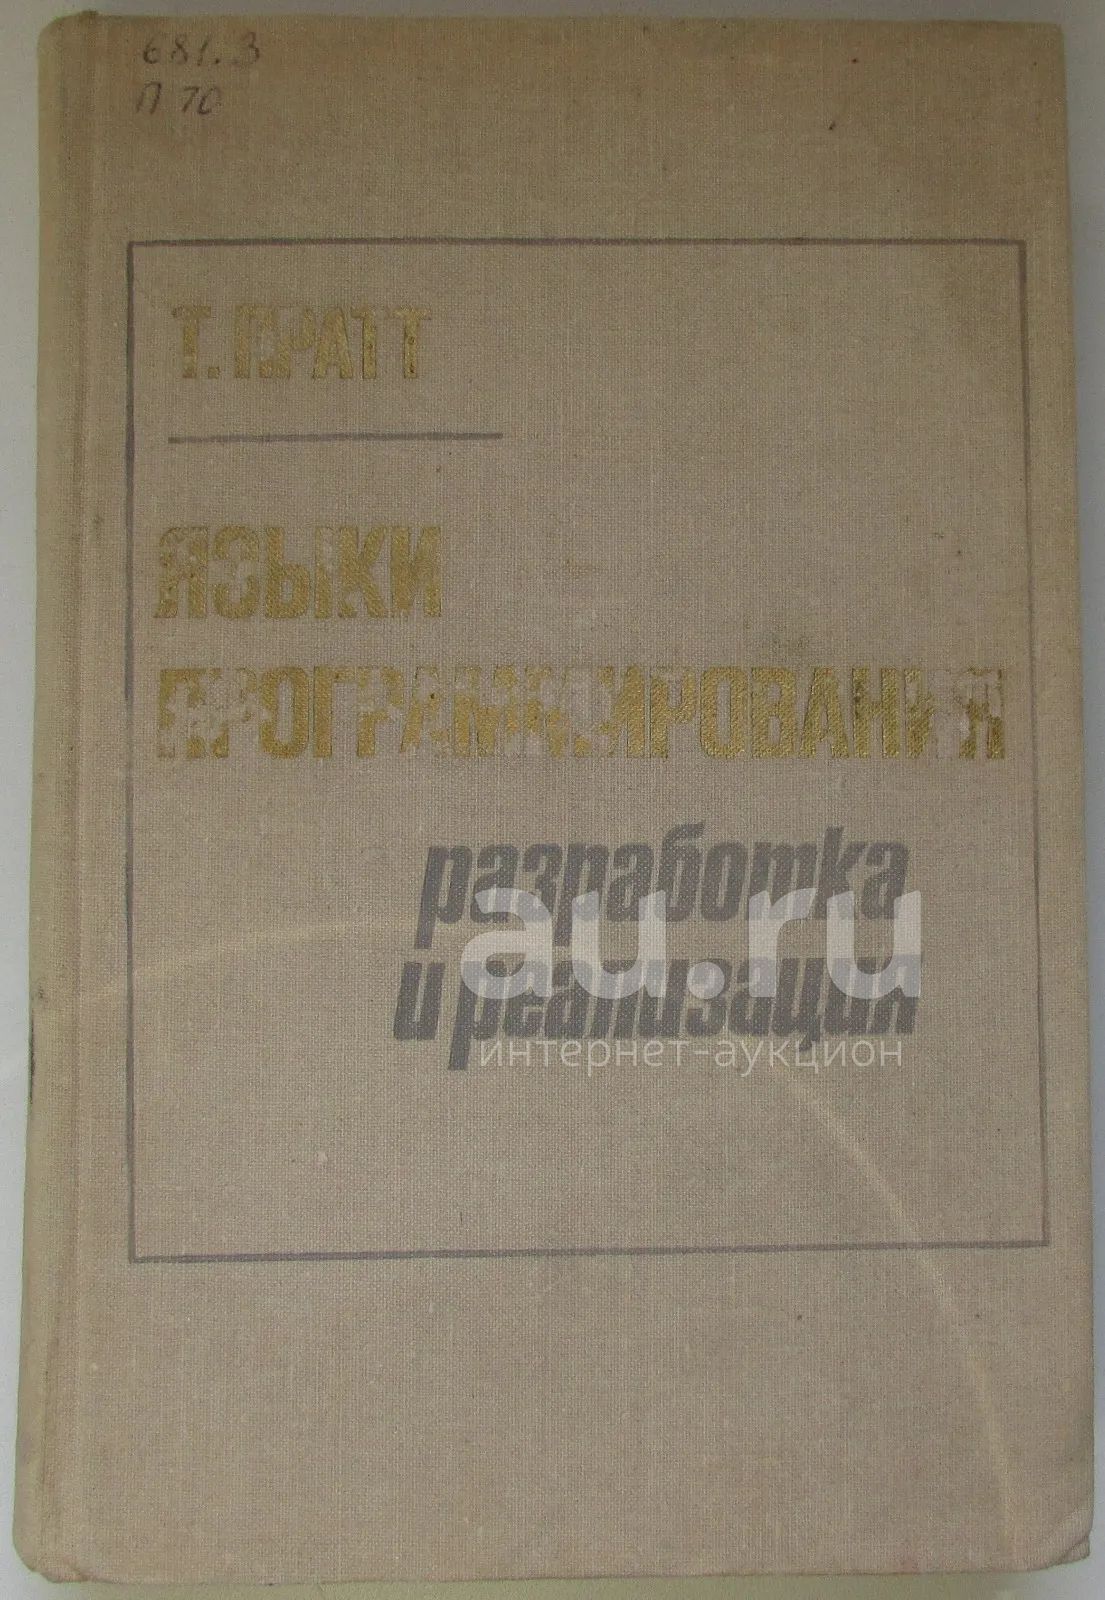 681.3
П 70
Т. ПРАТТ
ЯЗЫКИ
ПРОГРАММИРОВАНИЯ
разработка
и реализация
au.ru
интернет-аукцион